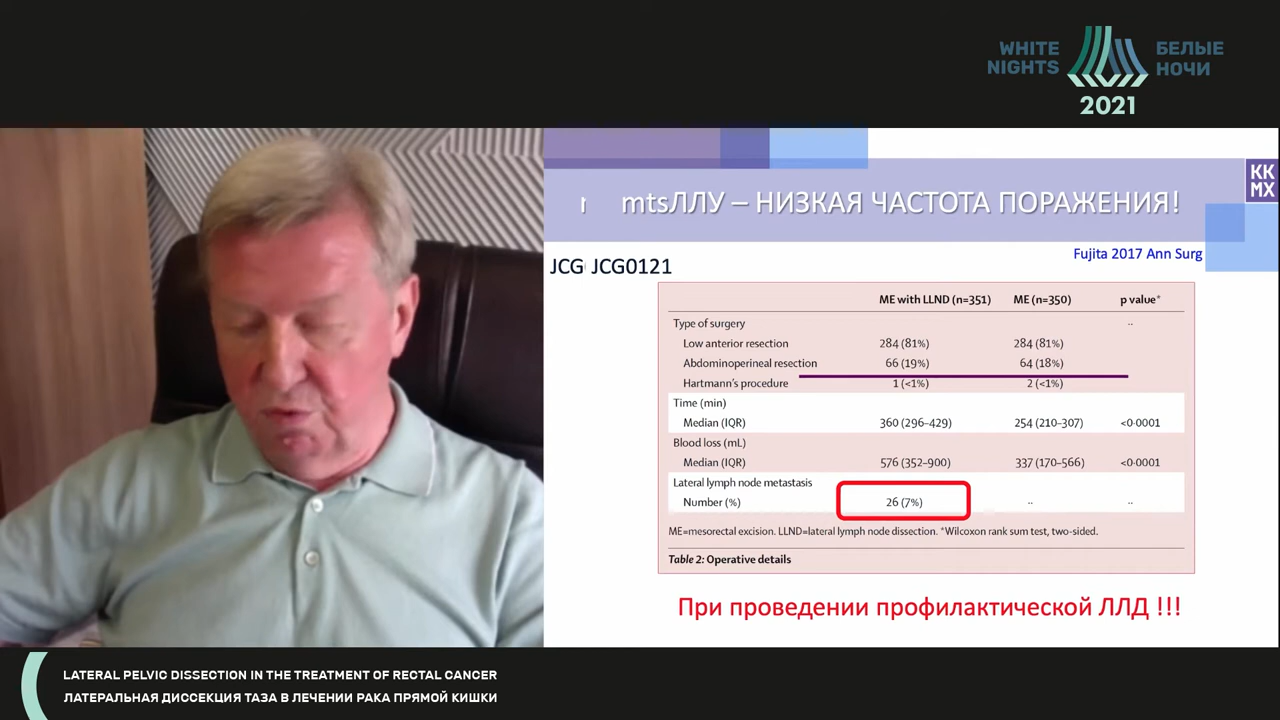 WHITE
NIGHTS
БЕЛЫЕ
НОЧИ
2021
КК
МХ
mtsЛЛУ – НИЗКАЯ ЧАСТОТА ПОРАЖЕНИЯ!
Fujita 2017 Ann Surg
JCG JCG0121
ME with LLND (n=351) ME (n=350) p value*
Type of surgery ..
Low anterior resection 284 (81%) 284 (81%)
Abdominoperineal resection 66 (19%) 64 (18%)
Hartmann's procedure 1 (<1%) 2 (<1%)
Time (min)
Median (IQR) 360 (296–429) 254 (210–307) <0·0001
Blood loss (mL)
Median (IQR) 576 (352–900) 337 (170–566) <0·0001
Lateral lymph node metastasis
Number (%) 26 (7%) .. ..
ME=mesorectal excision. LLND=lateral lymph node dissection. *Wilcoxon rank sum test, two-sided.
Table 2: Operative details
При проведении профилактической ЛЛД !!!
LATERAL PELVIC DISSECTION IN THE TREATMENT OF RECTAL CANCER
ЛАТЕРАЛЬНАЯ ДИССЕКЦИЯ ТАЗА В ЛЕЧЕНИИ РАКА ПРЯМОЙ КИШКИ